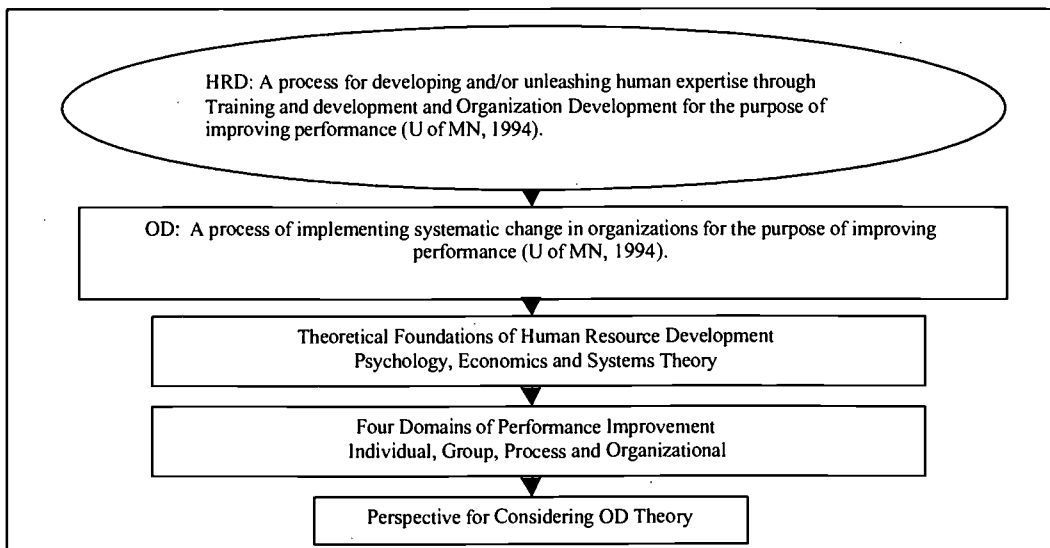 HRD: A process for developing and/or unleashing human expertise through
Training and development and Organization Development for the purpose of
improving performance (U of MN, 1994).
OD: A process of implementing systematic change in organizations for the purpose of improving
performance (U of MN, 1994).
Theoretical Foundations of Human Resource Development
Psychology, Economics and Systems Theory
Four Domains of Performance Improvement
Individual, Group, Process and Organizational
Perspective for Considering OD Theory